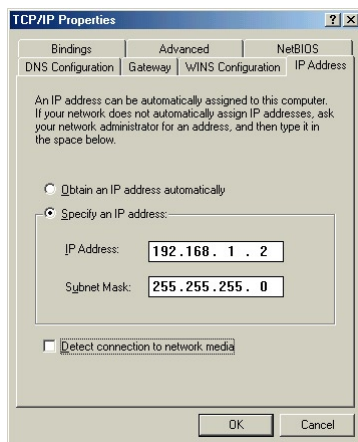 TCP/IP Properties
Bindings Advanced NetBIOS
DNS Configuration Gateway WINS Configuration IP Address
An IP address can be automatically assigned to this computer.
If your network does not automatically assign IP addresses, ask
your network administrator for an address, and then type it in
the space below.
Obtain an IP address automatically
Specify an IP address:
IP Address: 192.168. 1 . 2
Subnet Mask: 255.255.255. 0
Detect connection to network media
OK Cancel